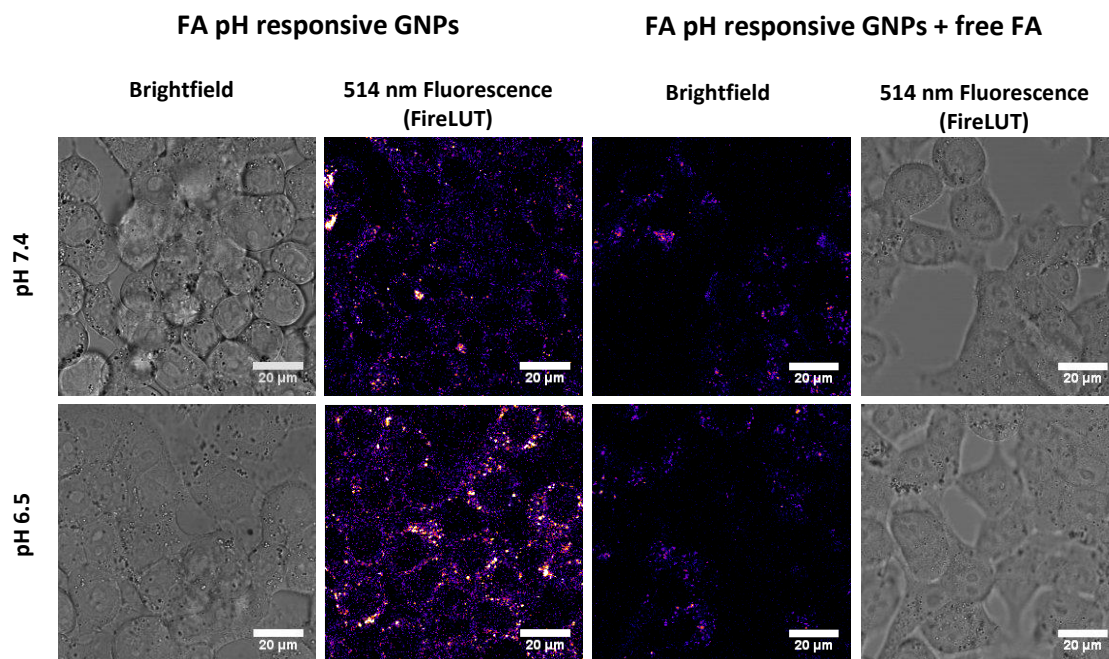 FA pH responsive GNPs
FA pH responsive GNPs + free FA
Brightfield
514 nm Fluorescence
(FireLUT)
Brightfield
514 nm Fluorescence
(FireLUT)
pH 7.4
20 µm
20 µm
20 µm
20 µm
pH 6.5
20 µm
20 µm
20 µm
20 µm